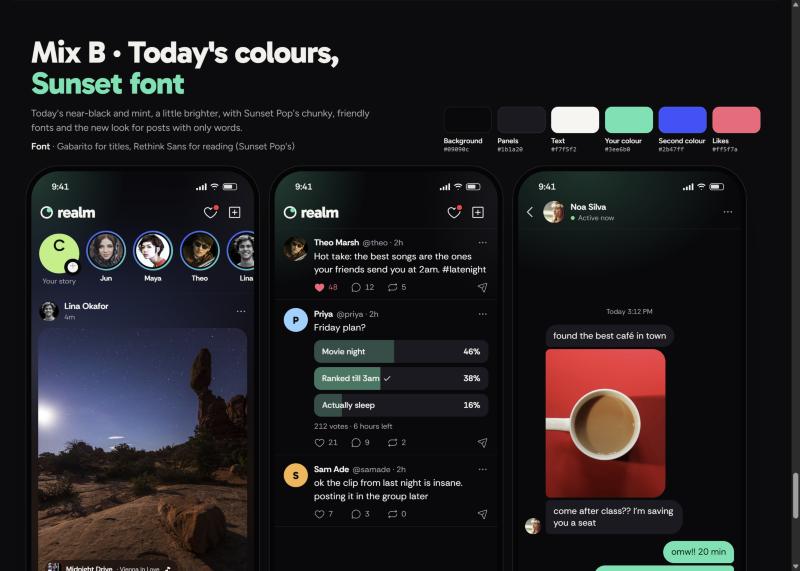 Mix B • Today's colours,
Sunset font
Today's near-black and mint, a little brighter, with Sunset Pop's chunky, friendly
fonts and the new look for posts with only words.
Font · Gabarito for titles, Rethink Sans for reading (Sunset Pop's)
Background
#09090c
Panels
#1b1a20
Text
#f7f5f2
Your colour
#3ee6b0
Second colour
#2b47ff
Likes
#ff5f7a
9:41
realm
C
Your story
Jun
Maya
Theo
Lina
Lina Okafor
4m
Midnight Drive · Vienna in Love
9:41
realm
Theo Marsh @theo · 2h
Hot take: the best songs are the ones
your friends send you at 2am. #latenight
48 12 5
P
Priya @priya · 2h
Friday plan?
Movie night 46%
Ranked till 3am 38%
Actually sleep 16%
212 votes · 6 hours left
21 9 2
S
Sam Ade @samade · 2h
ok the clip from last night is insane.
posting it in the group later
7 3 0
9:41
Noa Silva
Active now
Today 3:12 PM
found the best café in town
come after class?? I'm saving
you a seat
omw!! 20 min